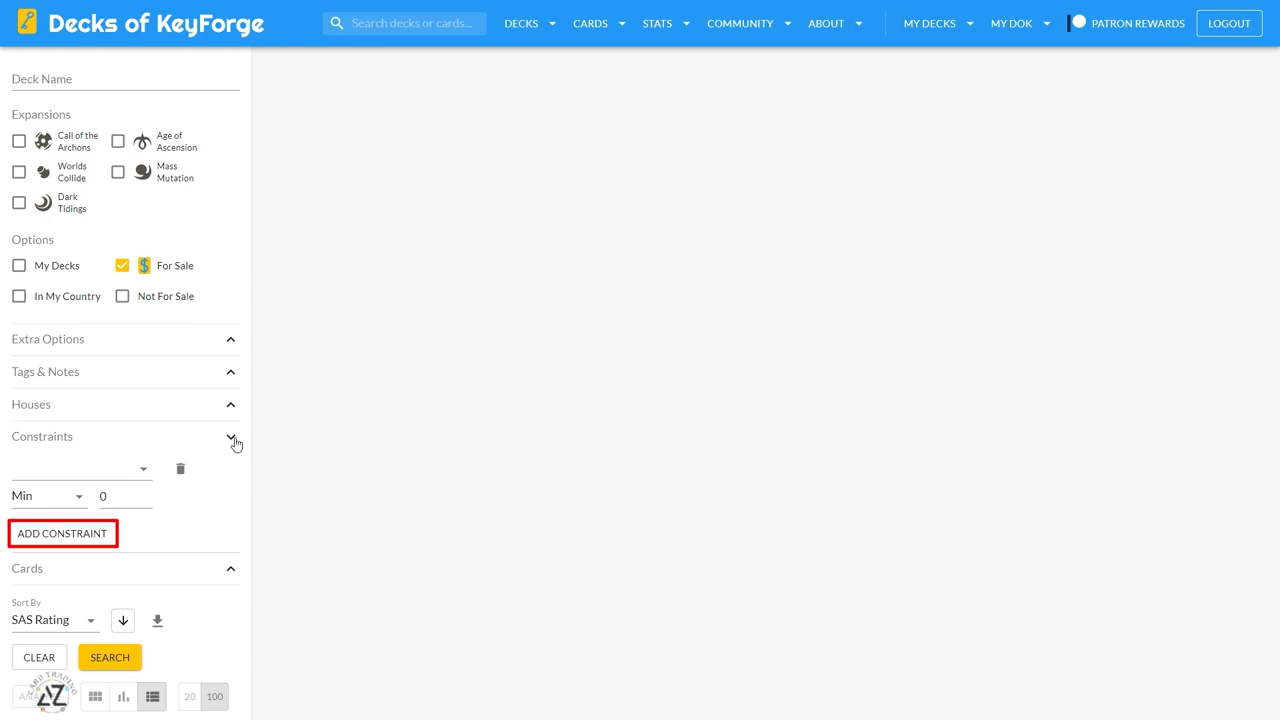 Decks of KeyForge
Search decks or cards...
DECKS
CARDS
STATS
COMMUNITY
ABOUT
MY DECKS
MY DOK
PATRON REWARDS
LOGOUT
Deck Name
Expansions
Call of the
Archons
Age of
Ascension
Worlds
Collide
Mass
Mutation
Dark
Tidings
Options
My Decks
For Sale
In My Country
Not For Sale
Extra Options
Tags & Notes
Houses
Constraints
Min
0
ADD CONSTRAINT
Cards
Sort By
SAS Rating
CLEAR
SEARCH
20
100
CARD TRADING
AZ